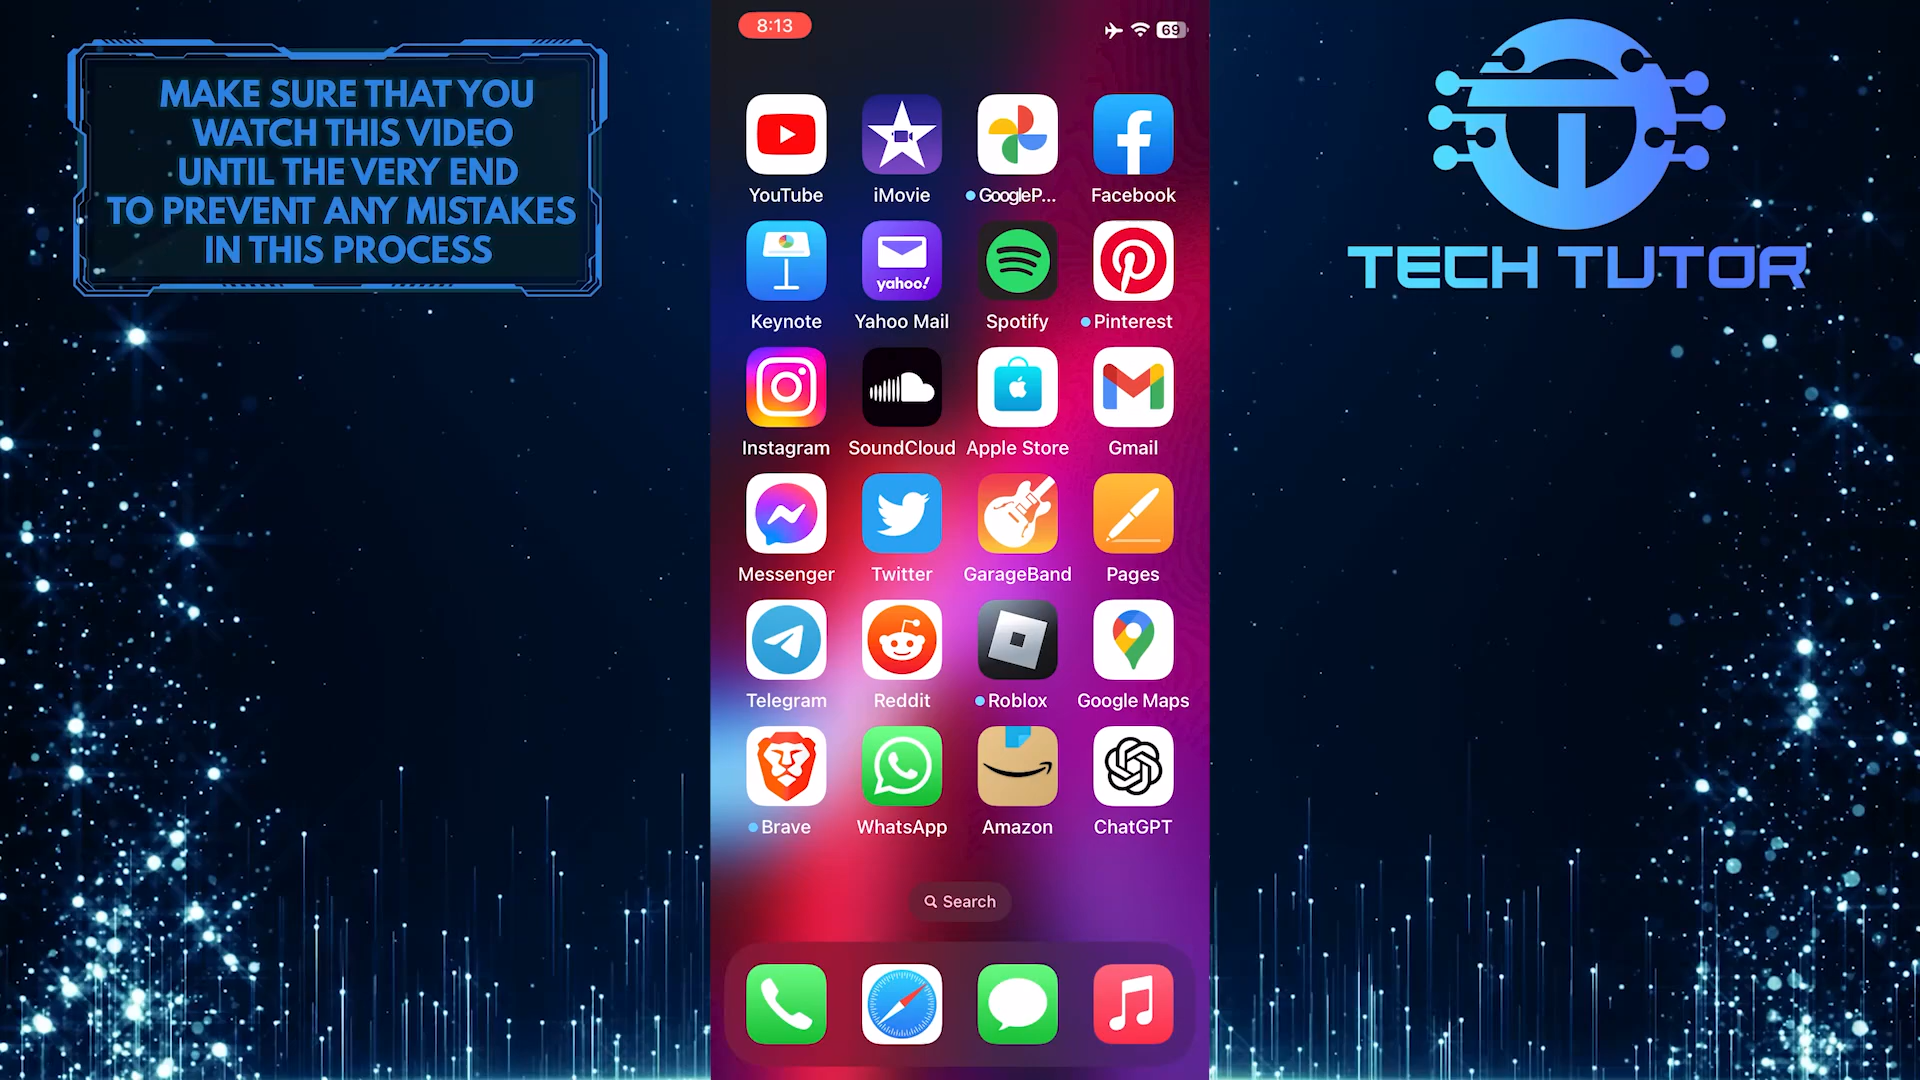 MAKE SURE THAT YOU
WATCH THIS VIDEO
UNTIL THE VERY END
TO PREVENT ANY MISTAKES
IN THIS PROCESS
8:13
69
YouTube
iMovie
GoogleP...
Facebook
yahoo!
Keynote
Yahoo Mail
Spotify
Pinterest
Instagram
SoundCloud
Apple Store
Gmail
Messenger
Twitter
GarageBand
Pages
Telegram
Reddit
Roblox
Google Maps
Brave
WhatsApp
Amazon
ChatGPT
Search
TECH TUTOR